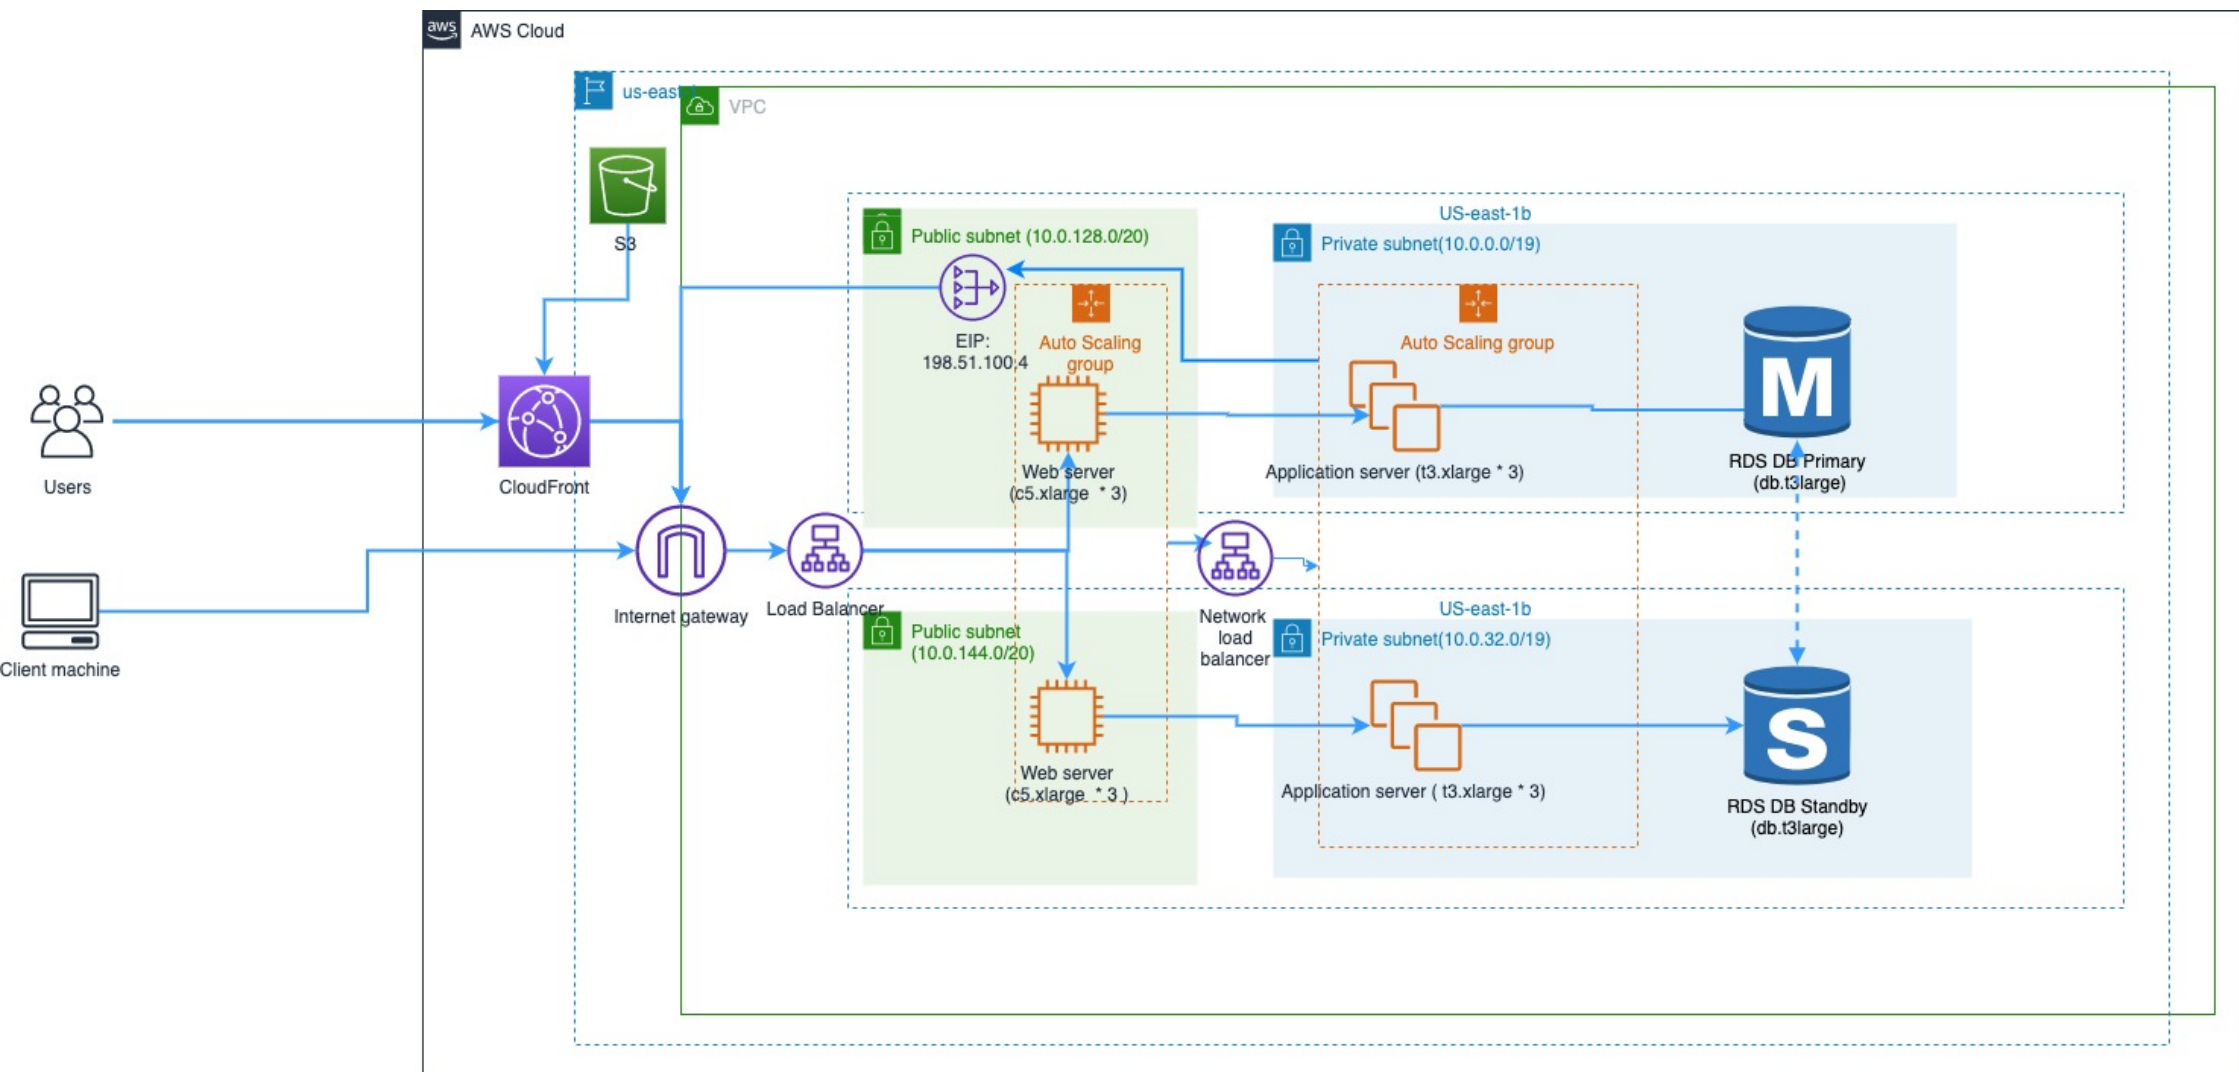 aws
AWS Cloud
us-east
VPC
S3
US-east-1b
Public subnet (10.0.128.0/20)
Private subnet(10.0.0.0/19)
EIP:
198.51.100.4
Auto Scaling
group
Auto Scaling group
M
Web server
(c5.xlarge * 3)
Application server (t3.xlarge * 3)
RDS DB Primary
(db.t3large)
Users
CloudFront
Internet gateway
Load Balancer
Network
load
balancer
Client machine
US-east-1b
Public subnet
(10.0.144.0/20)
Private subnet(10.0.32.0/19)
S
Web server
(c5.xlarge * 3 )
Application server ( t3.xlarge * 3)
RDS DB Standby
(db.t3large)